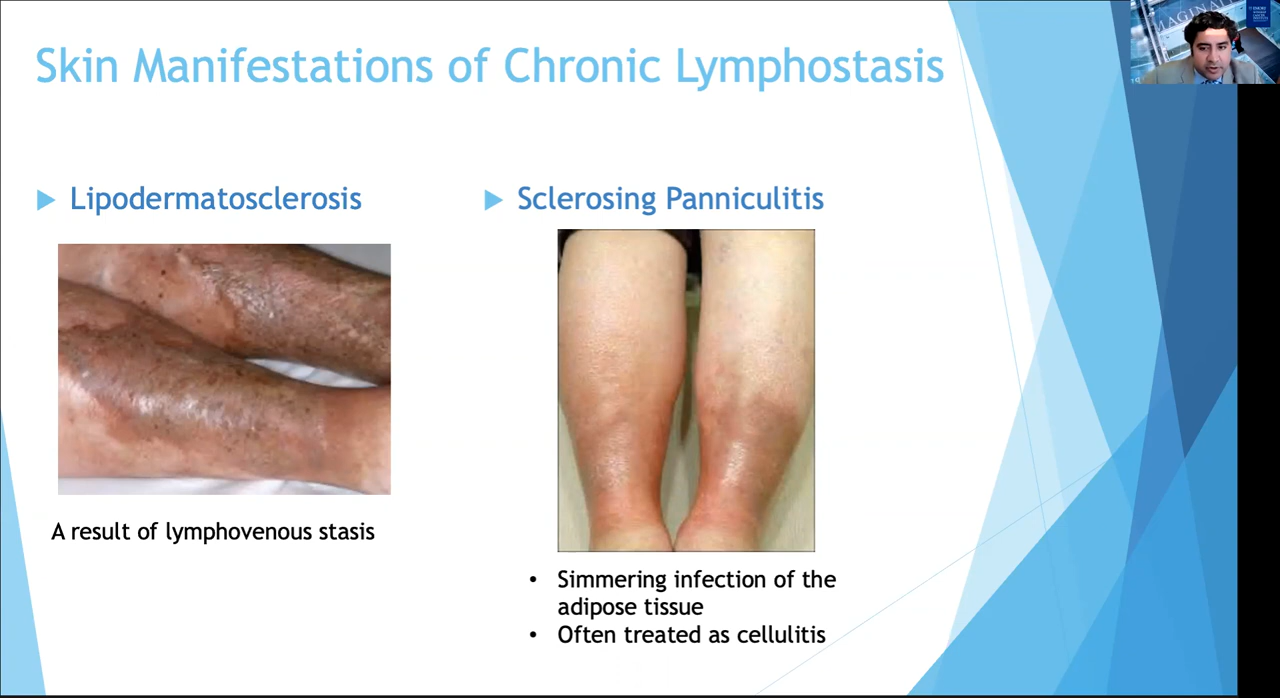 Skin Manifestations of Chronic Lymphostasis
Lipodermatosclerosis
A result of lymphovenous stasis
Sclerosing Panniculitis
• Simmering infection of the
adipose tissue
• Often treated as cellulitis